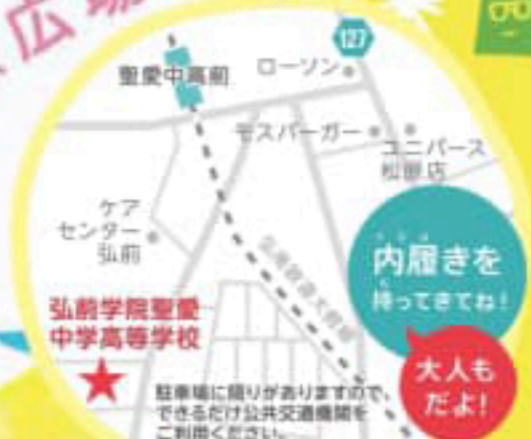 広場
127
聖愛中高前
ローソン
モスバーガー
ユニバース
松原店
ケア
センター
弘前
弘南鉄道大鰐線
内履きを
持ってきてね!
弘前学院聖愛
中学高等学校
大人も
だよ!
駐車場に限りがありますので、
できるだけ公共交通機関を
ご利用ください。